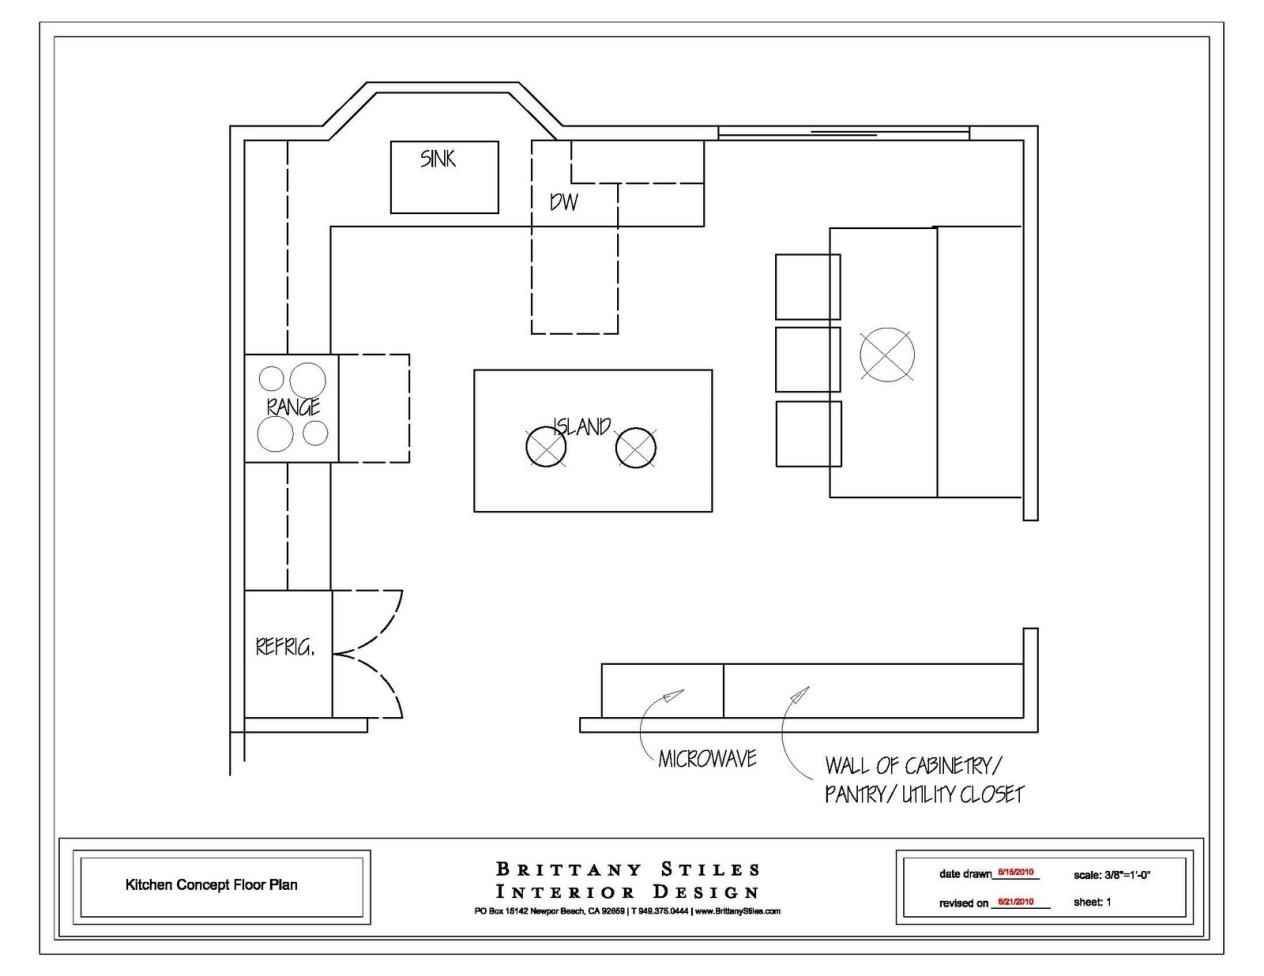 SINK
DW
RANGE
ISLAND
REFRIG.
MICROWAVE
WALL OF CABINETRY/
PANTRY/ UTILITY CLOSET
Kitchen Concept Floor Plan
BRITTANY STILES
INTERIOR DESIGN
PO Box 15142 Newpor Beach, CA 92659 | T 949.375.0444 | www.BrittanyStiles.com
date drawn 6/15/2010 scale: 3/8"=1'-0"
revised on 6/21/2010 sheet: 1